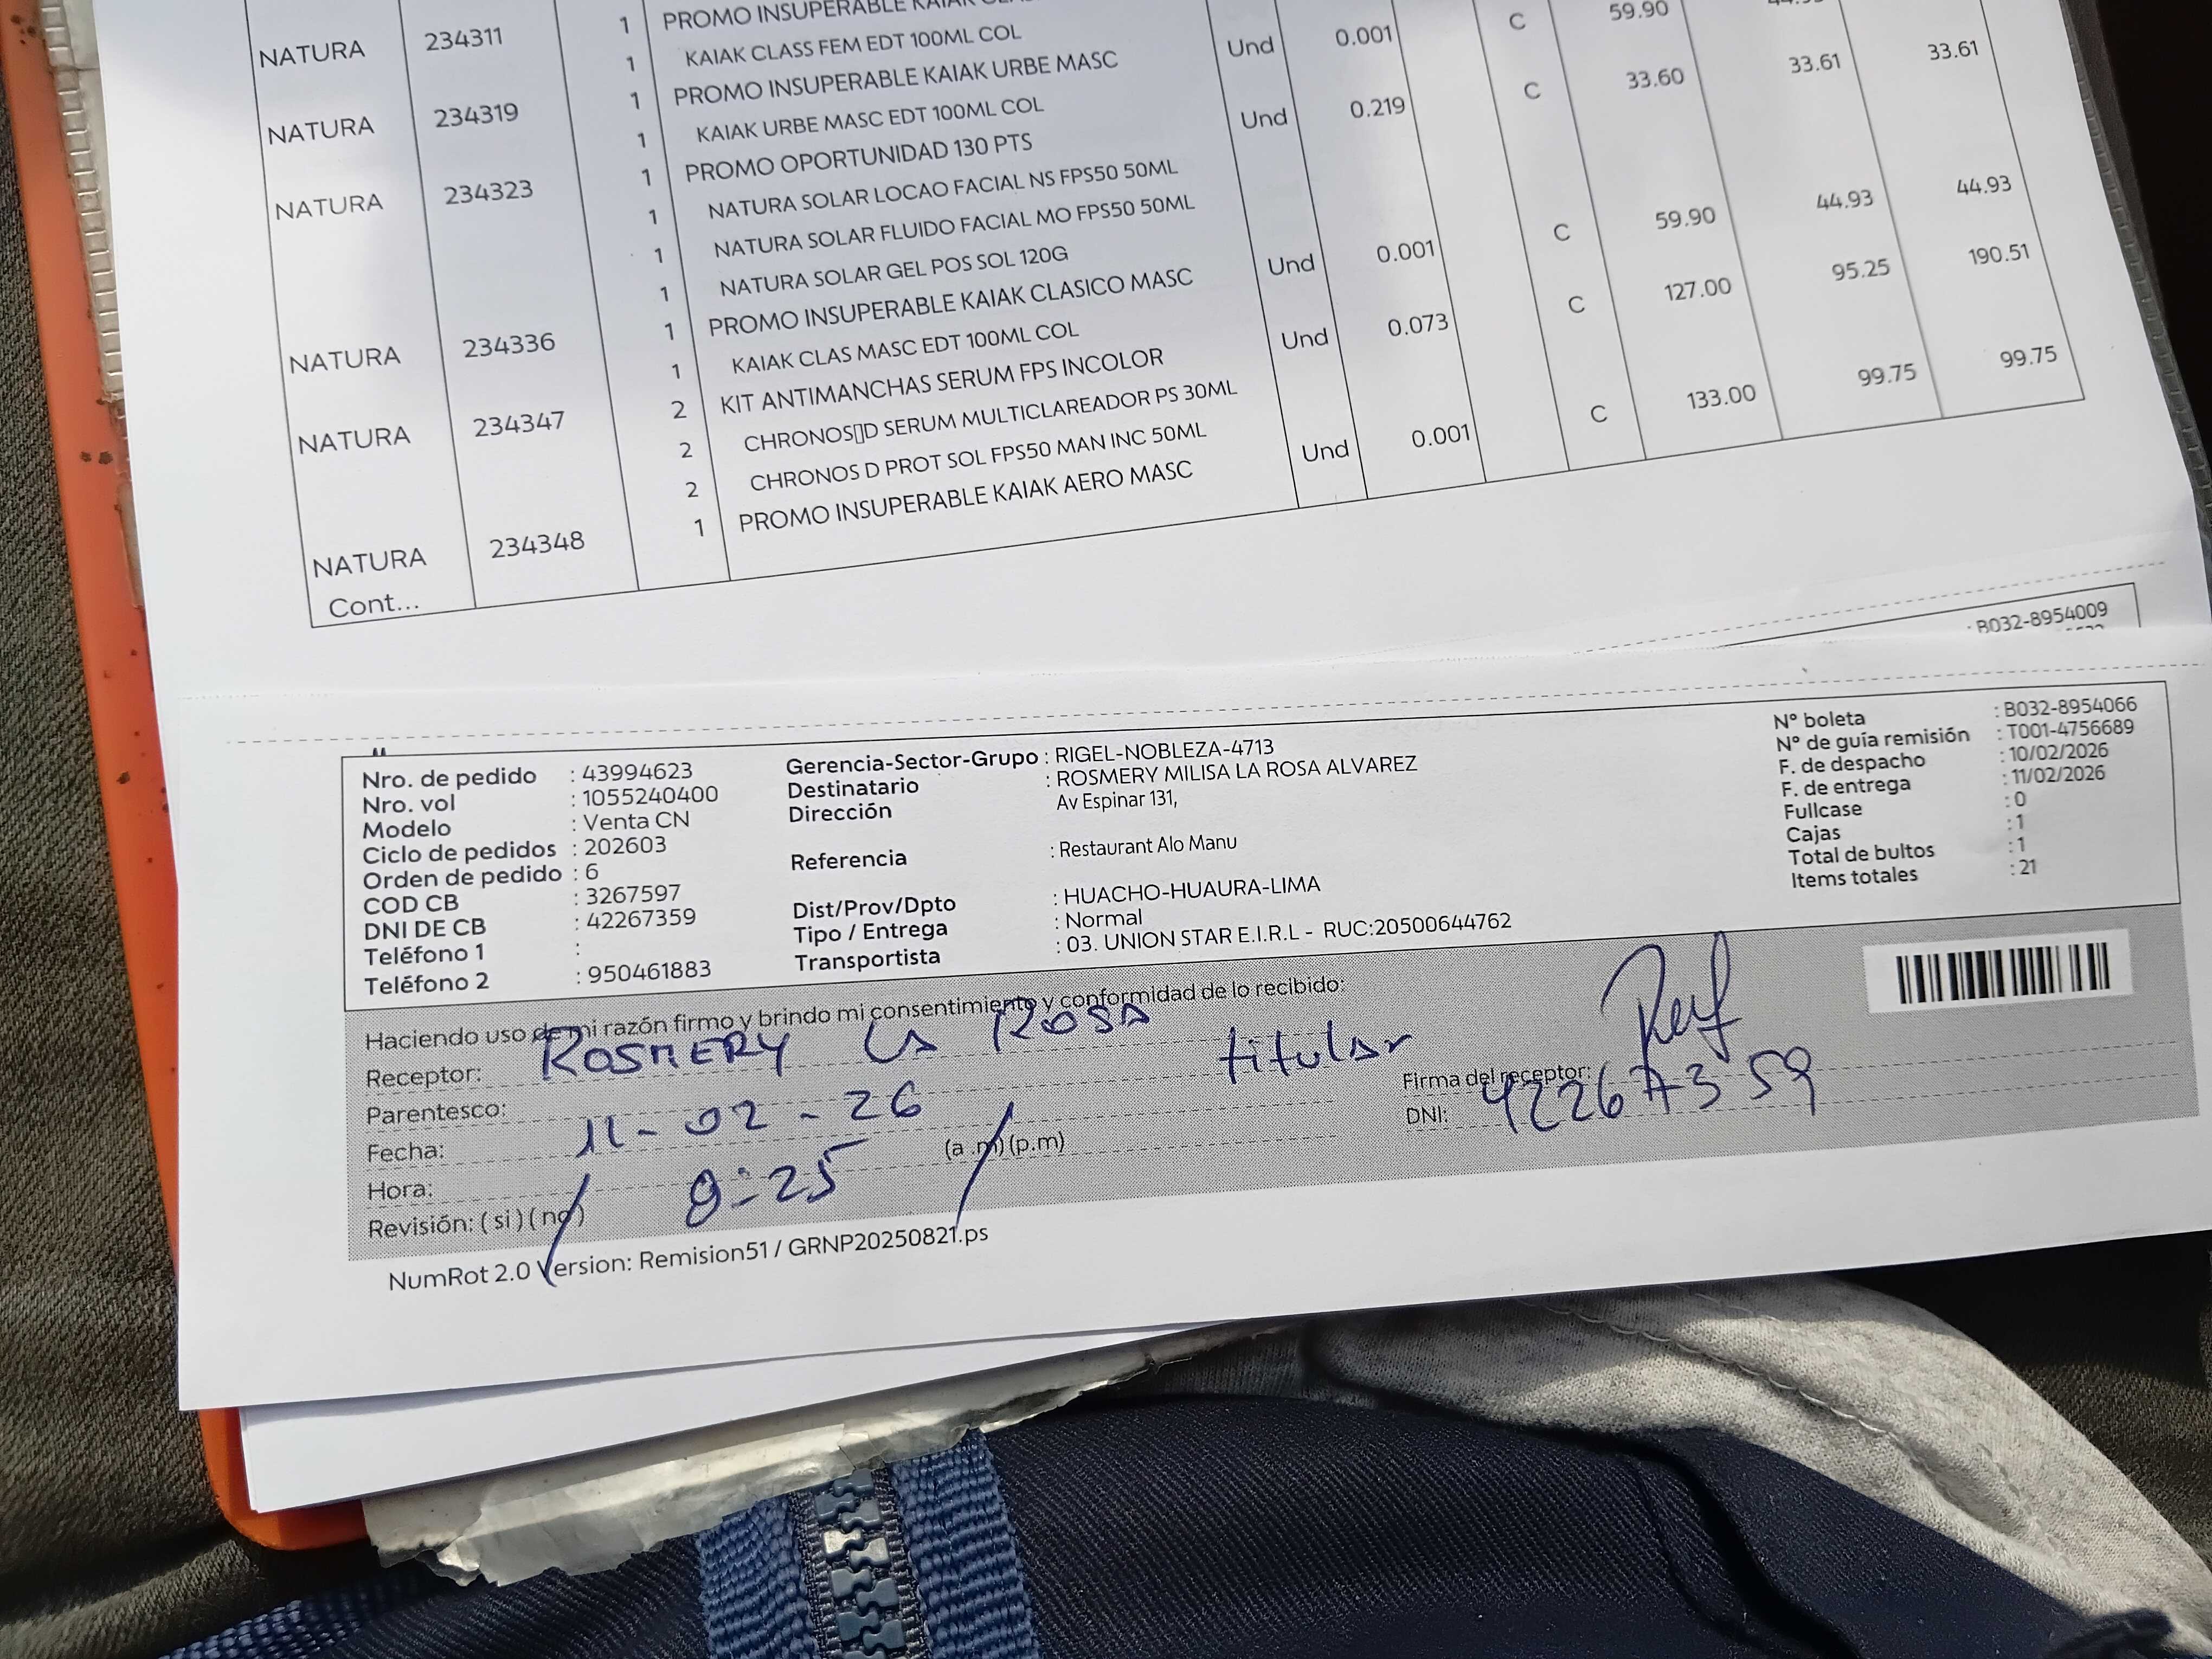 1 PROMO INSUPERABLE
NATURA 234311 1 KAIAK CLASS FEM EDT 100ML COL Und 0.001 C 59.90
1 PROMO INSUPERABLE KAIAK URBE MASC
NATURA 234319 1 KAIAK URBE MASC EDT 100ML COL Und 0.219 C 33.60 33.61 33.61
1 PROMO OPORTUNIDAD 130 PTS
NATURA 234323 1 NATURA SOLAR LOCAO FACIAL NS FPS50 50ML
1 NATURA SOLAR FLUIDO FACIAL MO FPS50 50ML
1 NATURA SOLAR GEL POS SOL 120G Und 0.001 C 59.90 44.93 44.93
1 PROMO INSUPERABLE KAIAK CLASICO MASC
NATURA 234336 1 KAIAK CLAS MASC EDT 100ML COL Und 0.073 C 127.00 95.25 190.51
2 KIT ANTIMANCHAS SERUM FPS INCOLOR
NATURA 234347 2 CHRONOS▯D SERUM MULTICLAREADOR PS 30ML
2 CHRONOS D PROT SOL FPS50 MAN INC 50ML Und 0.001 C 133.00 99.75 99.75
1 PROMO INSUPERABLE KAIAK AERO MASC
NATURA 234348
Cont...
: B032-8954009
Nro. de pedido : 43994623
Nro. vol : 1055240400
Modelo : Venta CN
Ciclo de pedidos : 202603
Orden de pedido : 6
COD CB : 3267597
DNI DE CB : 42267359
Teléfono 1 :
Teléfono 2 : 950461883
Gerencia-Sector-Grupo : RIGEL-NOBLEZA-4713
Destinatario : ROSMERY MILISA LA ROSA ALVAREZ
Dirección Av Espinar 131,
Referencia : Restaurant Alo Manu
Dist/Prov/Dpto : HUACHO-HUAURA-LIMA
Tipo / Entrega : Normal
Transportista : 03. UNION STAR E.I.R.L - RUC:20500644762
N° boleta : B032-8954066
N° de guía remisión : T001-4756689
F. de despacho : 10/02/2026
F. de entrega : 11/02/2026
Fullcase : 0
Cajas : 1
Total de bultos : 1
Items totales : 21
Haciendo uso de mi razón firmo y brindo mi consentimiento y conformidad de lo recibido:
Receptor: ROSMERY LA ROSA
Parentesco: titular
Firma del receptor:
Fecha: 11-02-26
DNI: 42267359
Hora: 9:25 (a .m) (p.m)
Revisión: ( si ) ( no )
NumRot 2.0 Version: Remision51 / GRNP20250821.ps